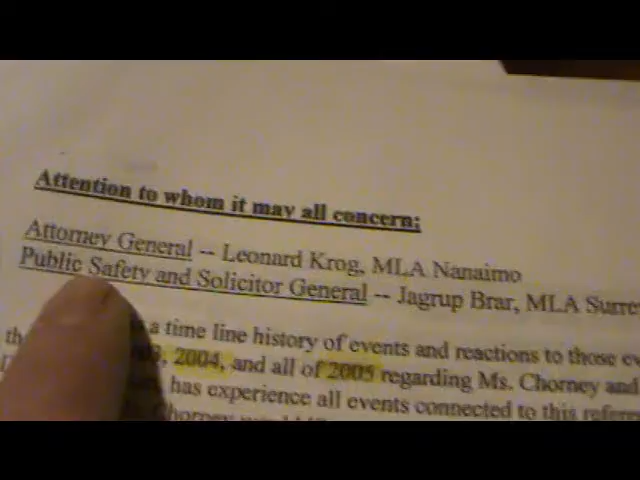 Attention to whom it may all concern;
Attorney General -- Leonard Krog, MLA Nanaimo
Public Safety and Solicitor General -- Jagrup Brar, MLA
a time line history of events and reactions to those
2004, and all of 2005 regarding Ms. Chorney and
has experience all events connected to this